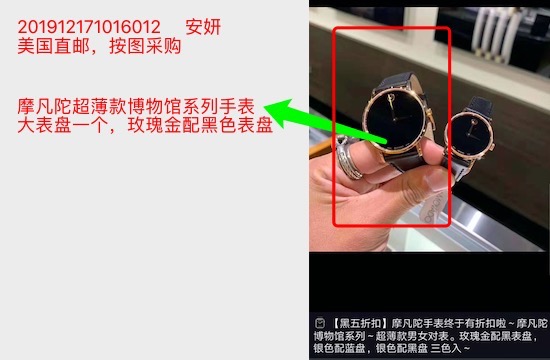 201912171016012 安妍
美国直邮，按图采购
摩凡陀超薄款博物馆系列手表
大表盘一个，玫瑰金配黑色表盘
【黑五折扣】摩凡陀手表终于有折扣啦～摩凡陀
博物馆系列～超薄款男女对表。玫瑰金配黑表盘，
银色配蓝盘，银色配黑盘 三色入～